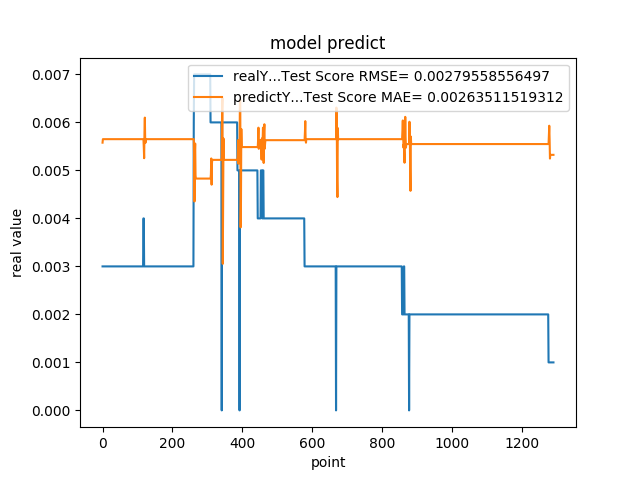 model predict
realY...Test Score RMSE= 0.00279558556497
predictY...Test Score MAE= 0.00263511519312
0.007
0.006
0.005
0.004
0.003
0.002
0.001
0.000
real value
0 200 400 600 800 1000 1200
point